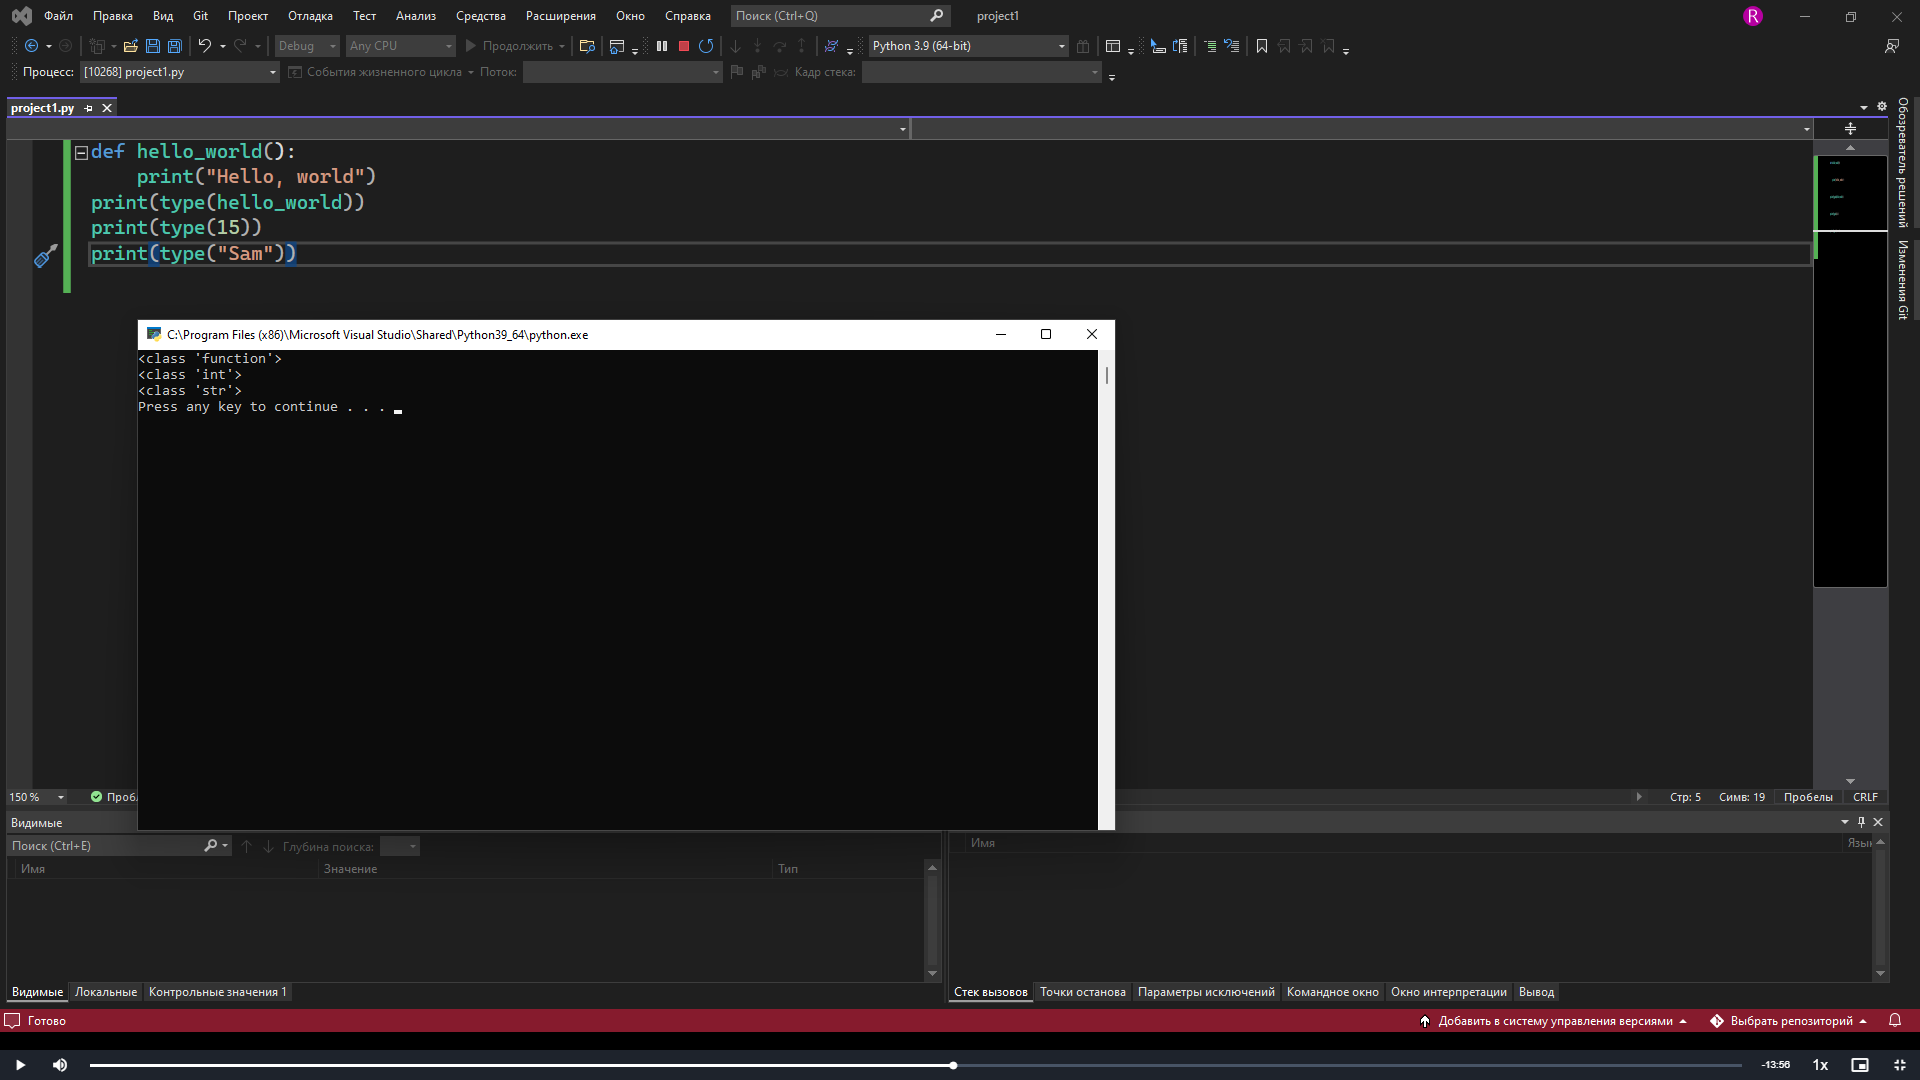 Файл Правка Вид Git Проект Отладка Тест Анализ Средства Расширения Окно Справка Поиск (Ctrl+Q) project1 R
Debug Any CPU Продолжить Python 3.9 (64-bit)
Процесс: [10268] project1.py События жизненного цикла Поток: Кадр стека:
project1.py
def hello_world():
print("Hello, world")
print(type(hello_world))
print(type(15))
print(type("Sam"))
Обозреватель решений
Изменения Git
C:\Program Files (x86)\Microsoft Visual Studio\Shared\Python39_64\python.exe
<class 'function'>
<class 'int'>
<class 'str'>
Press any key to continue . . .
150 % Стр: 5 Симв: 19 Пробелы CRLF
Видимые
Поиск (Ctrl+E) Глубина поиска:
Имя Значение Тип
Имя
Видимые Локальные Контрольные значения 1
Стек вызовов Точки останова Параметры исключений Командное окно Окно интерпретации Вывод
Готово Добавить в систему управления версиями Выбрать репозиторий
-13:56 1x